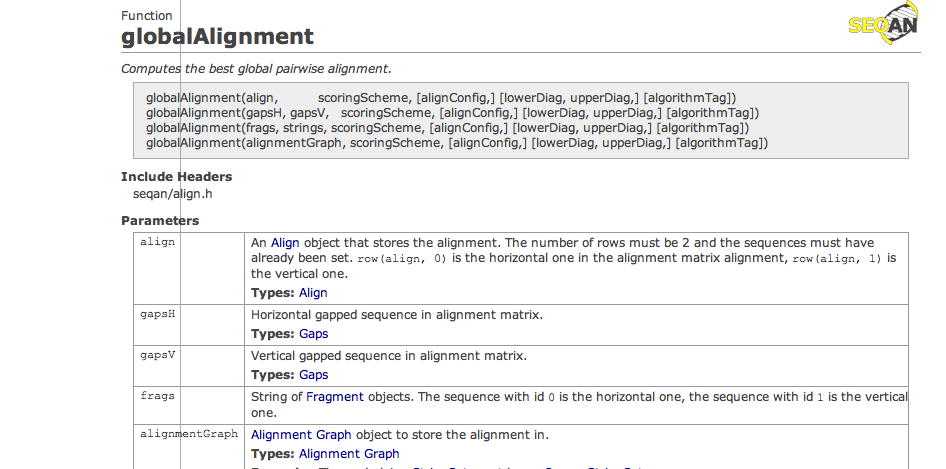 Function
SEQAN
globalAlignment
Computes the best global pairwise alignment.
globalAlignment(align, scoringScheme, [alignConfig,] [lowerDiag, upperDiag,] [algorithmTag])
globalAlignment(gapsH, gapsV, scoringScheme, [alignConfig,] [lowerDiag, upperDiag,] [algorithmTag])
globalAlignment(frags, strings, scoringScheme, [alignConfig,] [lowerDiag, upperDiag,] [algorithmTag])
globalAlignment(alignmentGraph, scoringScheme, [alignConfig,] [lowerDiag, upperDiag,] [algorithmTag])
Include Headers
seqan/align.h
Parameters
align
An Align object that stores the alignment. The number of rows must be 2 and the sequences must have
already been set. row(align, 0) is the horizontal one in the alignment matrix alignment, row(align, 1) is
the vertical one.
Types: Align
gapsH
Horizontal gapped sequence in alignment matrix.
Types: Gaps
gapsV
Vertical gapped sequence in alignment matrix.
Types: Gaps
frags
String of Fragment objects. The sequence with id 0 is the horizontal one, the sequence with id 1 is the vertical
one.
alignmentGraph
Alignment Graph object to store the alignment in.
Types: Alignment Graph